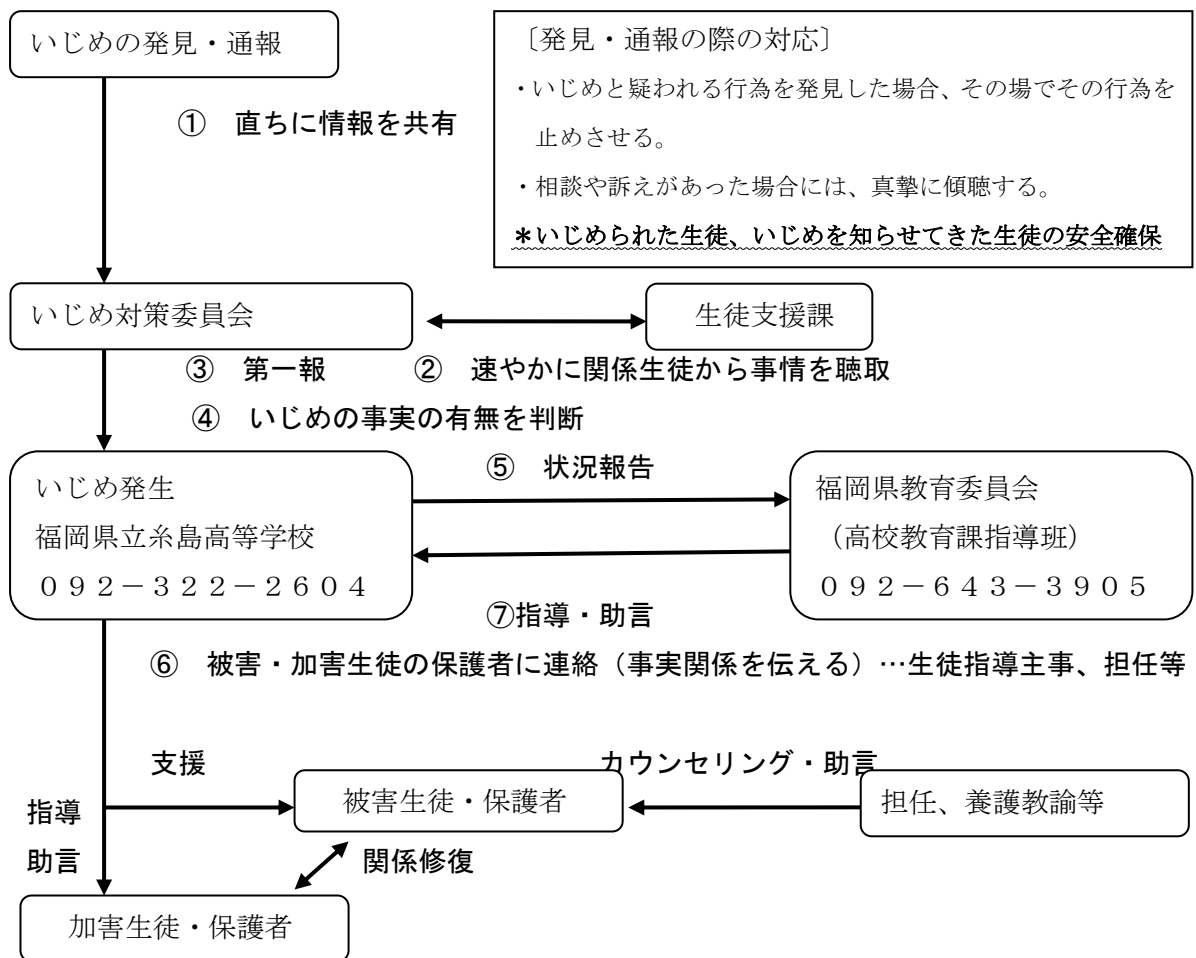 いじめの発見・通報
〔発見・通報の際の対応〕
・いじめと疑われる行為を発見した場合、その場でその行為を
止めさせる。
・相談や訴えがあった場合には、真摯に傾聴する。
＊いじめられた生徒、いじめを知らせてきた生徒の安全確保
①　直ちに情報を共有
いじめ対策委員会
生徒支援課
③　第一報
②　速やかに関係生徒から事情を聴取
④　いじめの事実の有無を判断
いじめ発生
福岡県立糸島高等学校
０９２－３２２－２６０４
⑤　状況報告
福岡県教育委員会
（高校教育課指導班）
０９２－６４３－３９０５
⑦指導・助言
⑥　被害・加害生徒の保護者に連絡（事実関係を伝える）…生徒指導主事、担任等
支援
カウンセリング・助言
被害生徒・保護者
担任、養護教諭等
指導
助言
関係修復
加害生徒・保護者